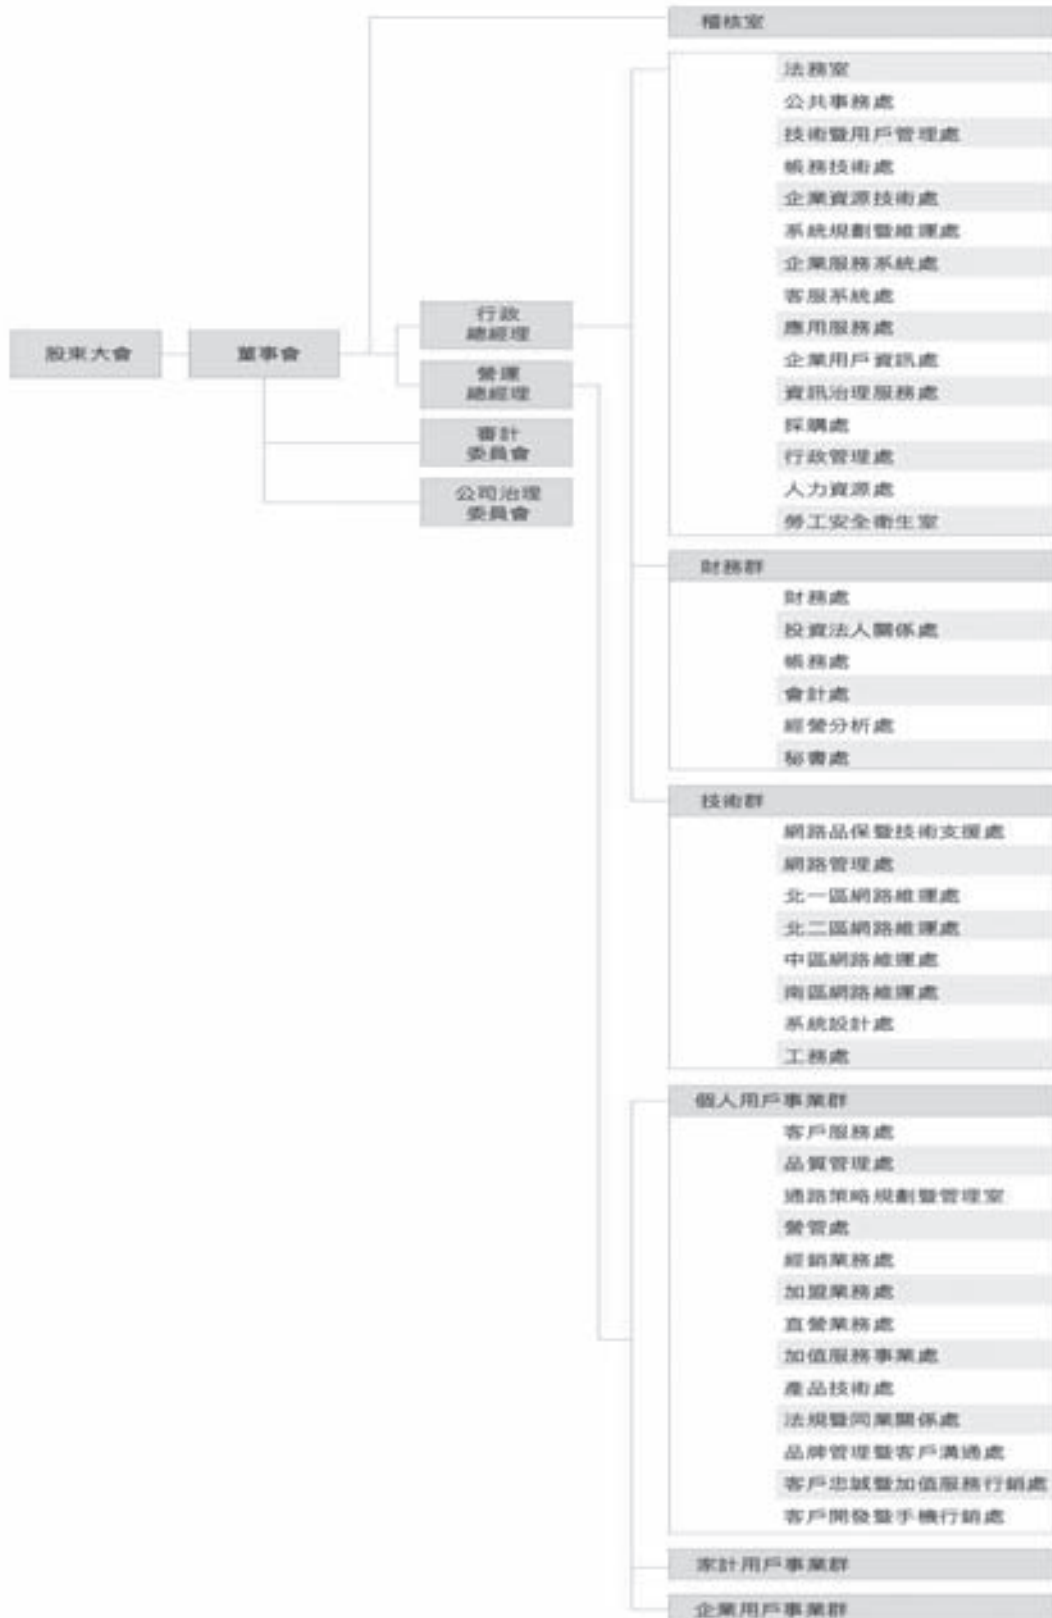 股東大會
董事會
行政
總經理
營運
總經理
審計
委員會
公司治理
委員會
稽核室
法務室
公共事務處
技術暨用戶管理處
帳務技術處
企業資源技術處
系統規劃暨維運處
企業服務系統處
客服系統處
應用服務處
企業用戶資訊處
資訊治理服務處
採購處
行政管理處
人力資源處
勞工安全衛生室
財務群
財務處
投資法人關係處
帳務處
會計處
經營分析處
秘書處
技術群
網路品保暨技術支援處
網路管理處
北一區網路維運處
北二區網路維運處
中區網路維運處
南區網路維運處
系統設計處
工務處
個人用戶事業群
客戶服務處
品質管理處
通路策略規劃暨管理室
營管處
經銷業務處
加盟業務處
直營業務處
加值服務事業處
產品技術處
法規暨同業關係處
品牌管理暨客戶溝通處
客戶忠誠暨加值服務行銷處
客戶開發暨手機行銷處
家計用戶事業群
企業用戶事業群